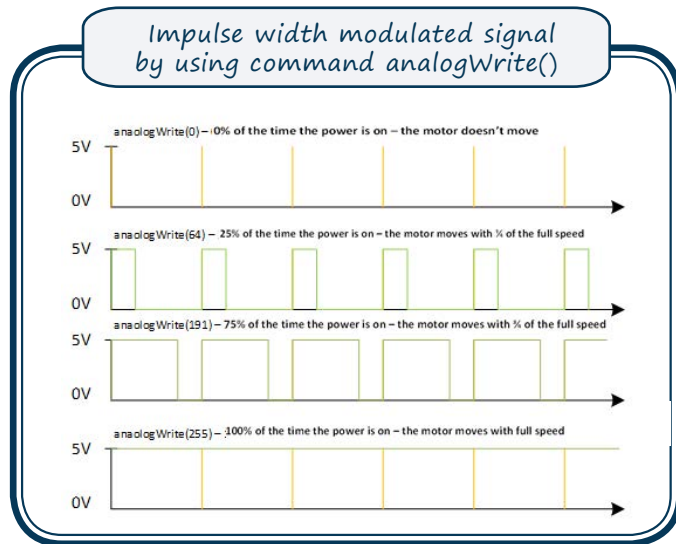 Impulse width modulated signal
by using command analogWrite()
anaologWrite(0) – 0% of the time the power is on – the motor doesn't move
5V
0V
anaologWrite(64) – 25% of the time the power is on – the motor moves with ¼ of the full speed
5V
0V
anaologWrite(191) – 75% of the time the power is on – the motor moves with ¾ of the full speed
5V
0V
anaologWrite(255) – 100% of the time the power is on – the motor moves with full speed
5V
0V